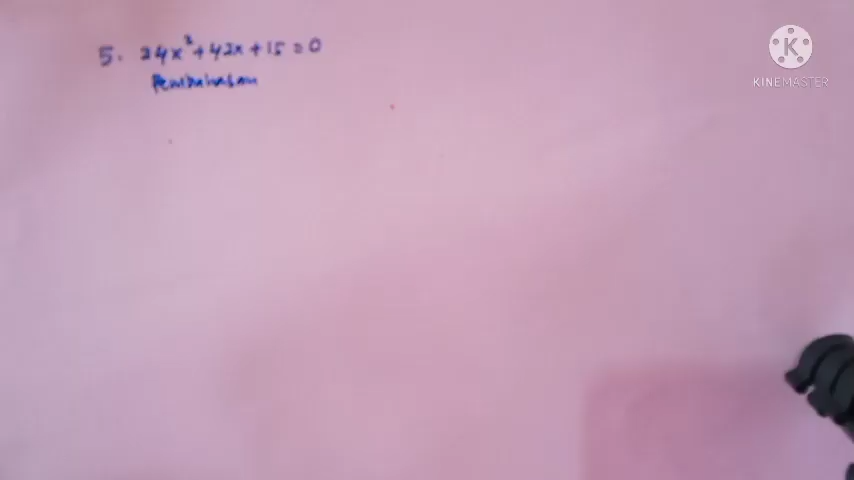 5. 24x² + 42x + 15 = 0
Pembahasan
KINEMASTER